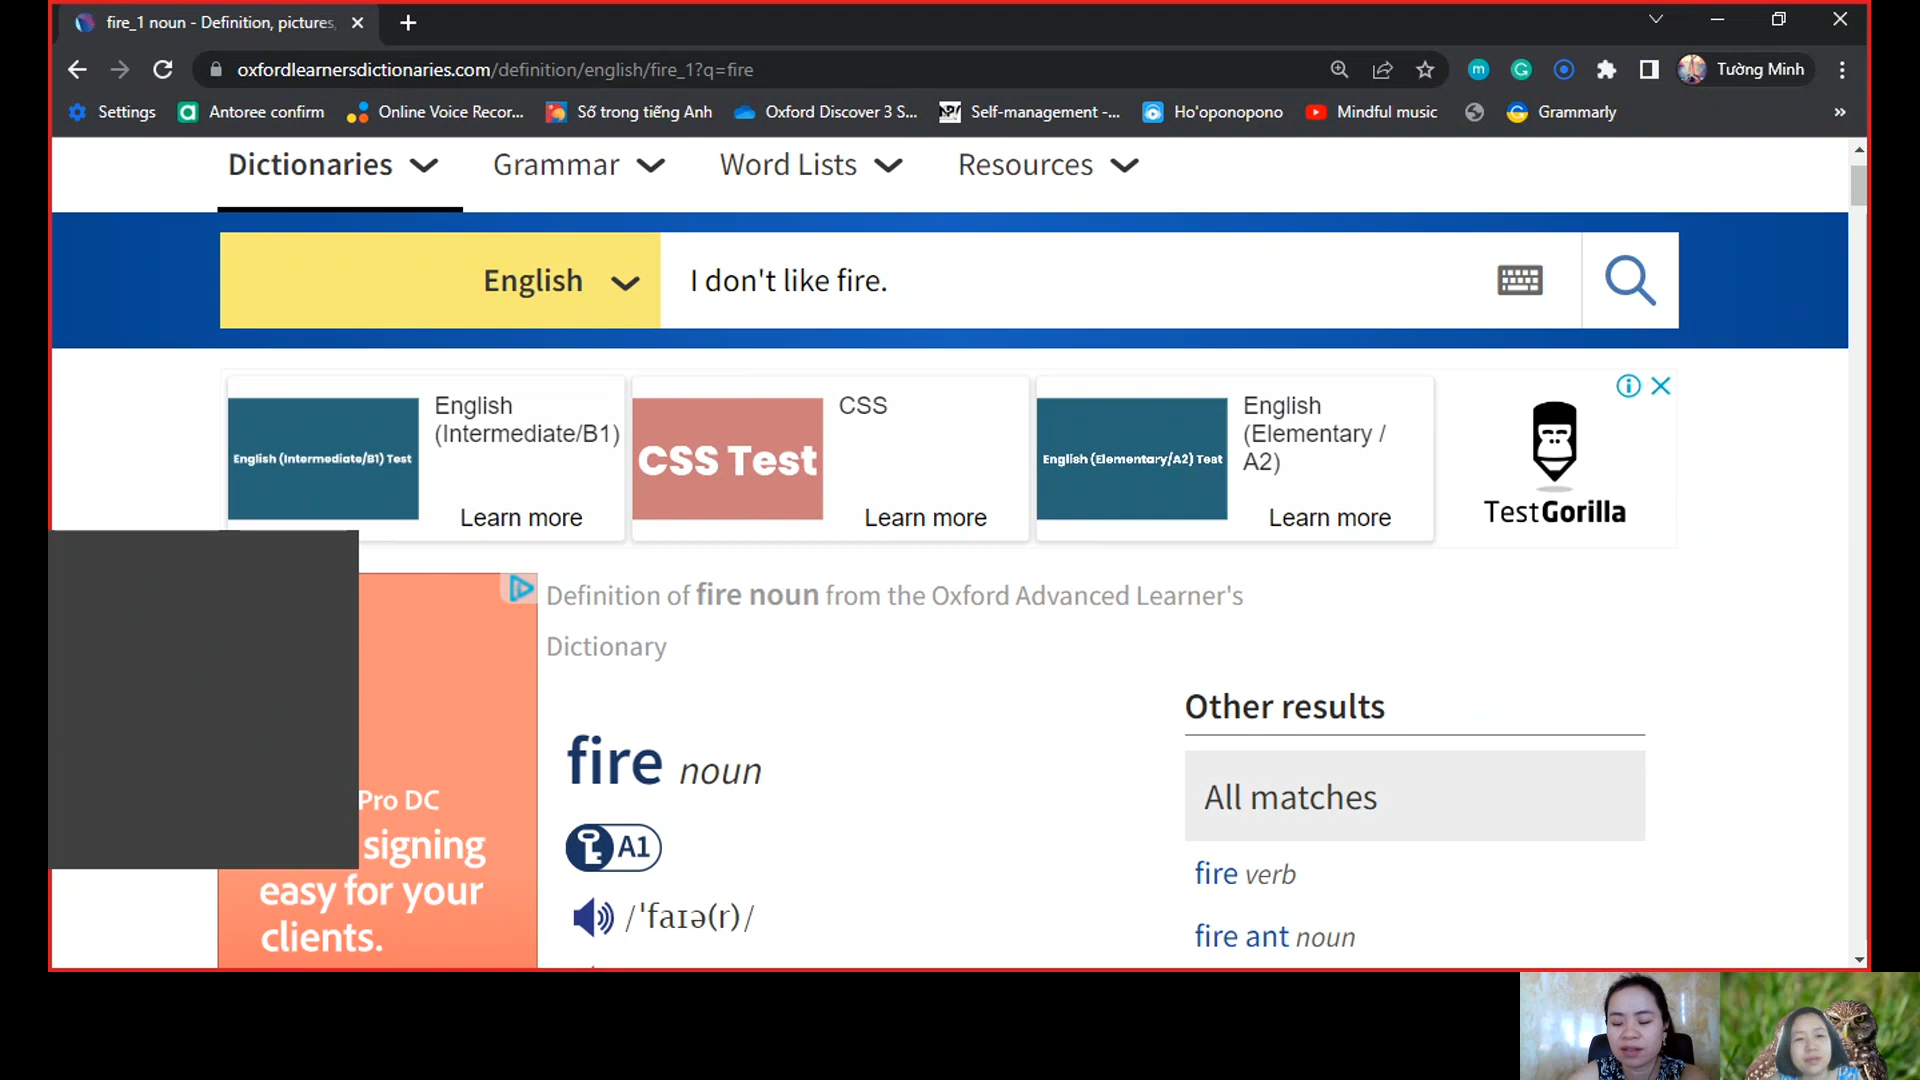 fire_1 noun - Definition, pictures,
oxfordlearnersdictionaries.com/definition/english/fire_1?q=fire
Tường Minh
Settings
Antoree confirm
Online Voice Recor...
Số trong tiếng Anh
Oxford Discover 3 S...
Self-management -...
Ho'oponopono
Mindful music
Grammarly
Dictionaries
Grammar
Word Lists
Resources
English
I don't like fire.
English (Intermediate/B1) Test
English
(Intermediate/B1)
Learn more
CSS Test
CSS
Learn more
English (Elementary/A2) Test
English
(Elementary /
A2)
Learn more
TestGorilla
Pro DC
signing
easy for your
clients.
Definition of fire noun from the Oxford Advanced Learner's
Dictionary
fire noun
A1
/ˈfaɪə(r)/
Other results
All matches
fire verb
fire ant noun